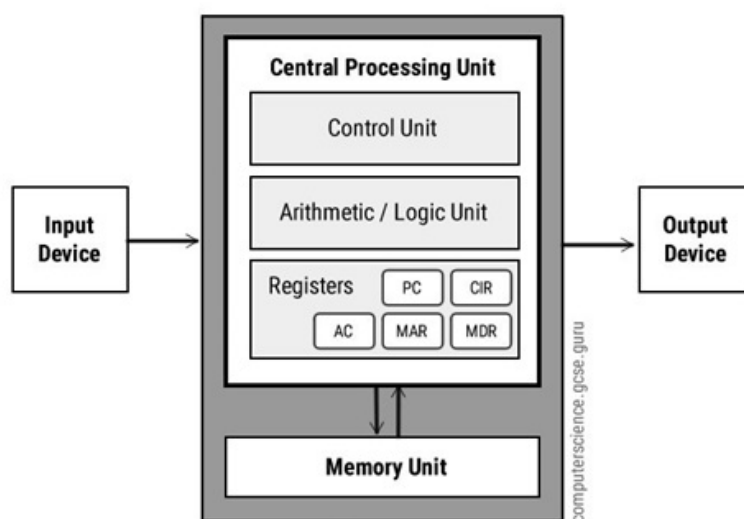 Central Processing Unit
Control Unit
Arithmetic / Logic Unit
Input
Device
Output
Device
Registers
PC
CIR
AC
MAR
MDR
Memory Unit
computerscience.gcse.guru